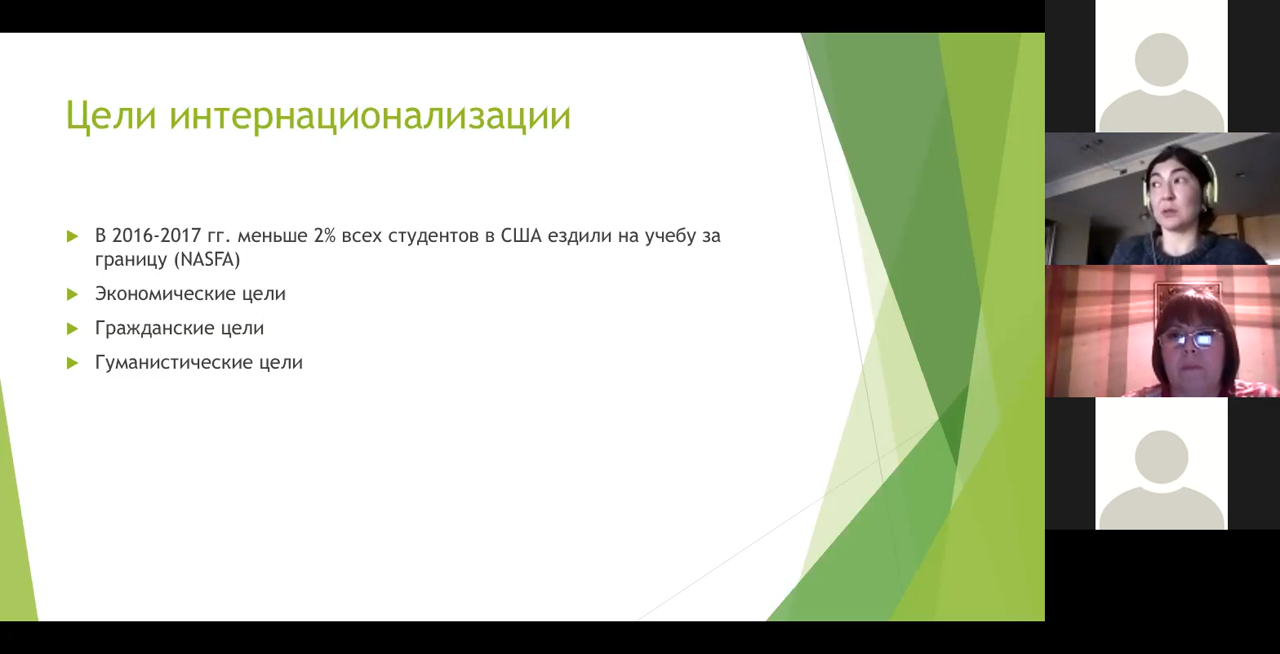 Цели интернационализации
В 2016-2017 гг. меньше 2% всех студентов в США ездили на учебу за
границу (NASFA)
Экономические цели
Гражданские цели
Гуманистические цели